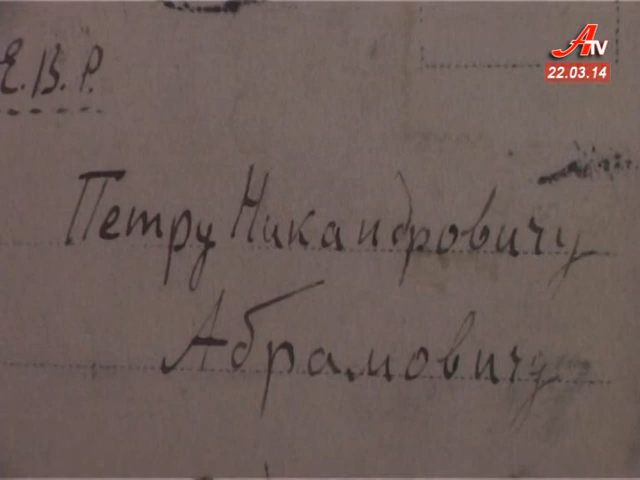 ATV
22.03.14
Е.В.Р.
Петру Никандровичу
Абрамовичу